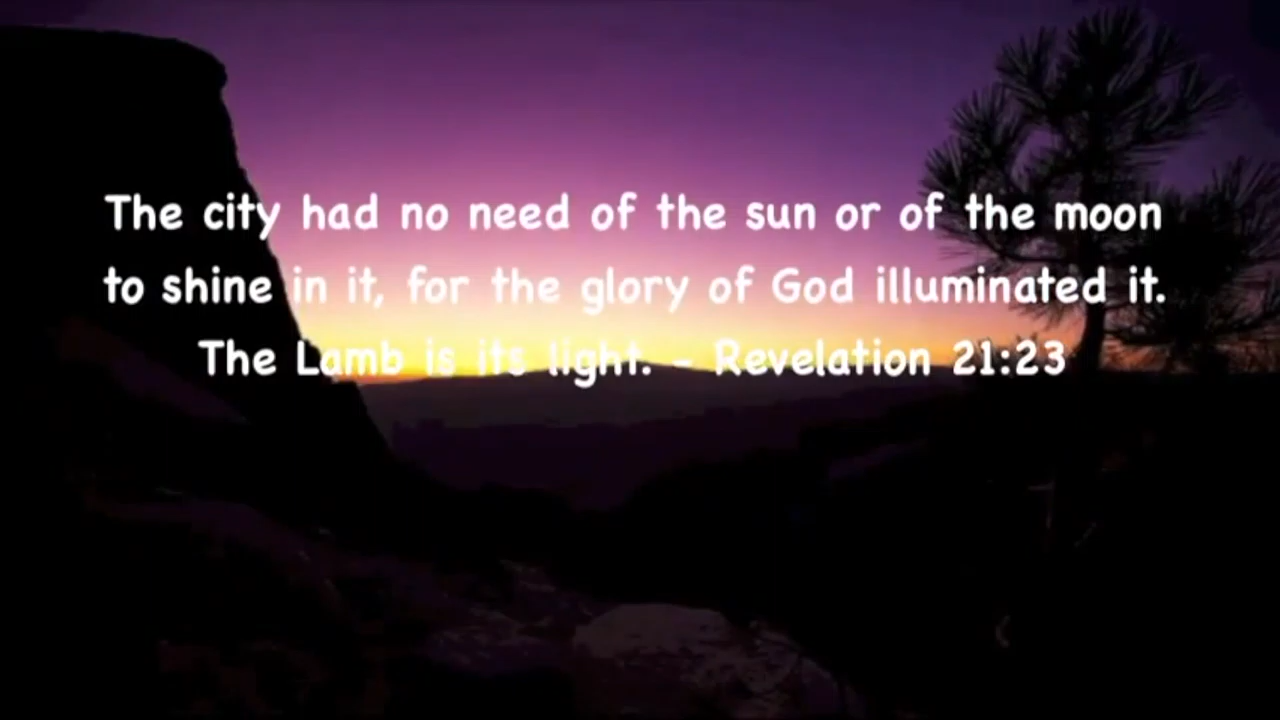 The city had no need of the sun or of the moon
to shine in it, for the glory of God illuminated it.
The Lamb is its light. - Revelation 21:23